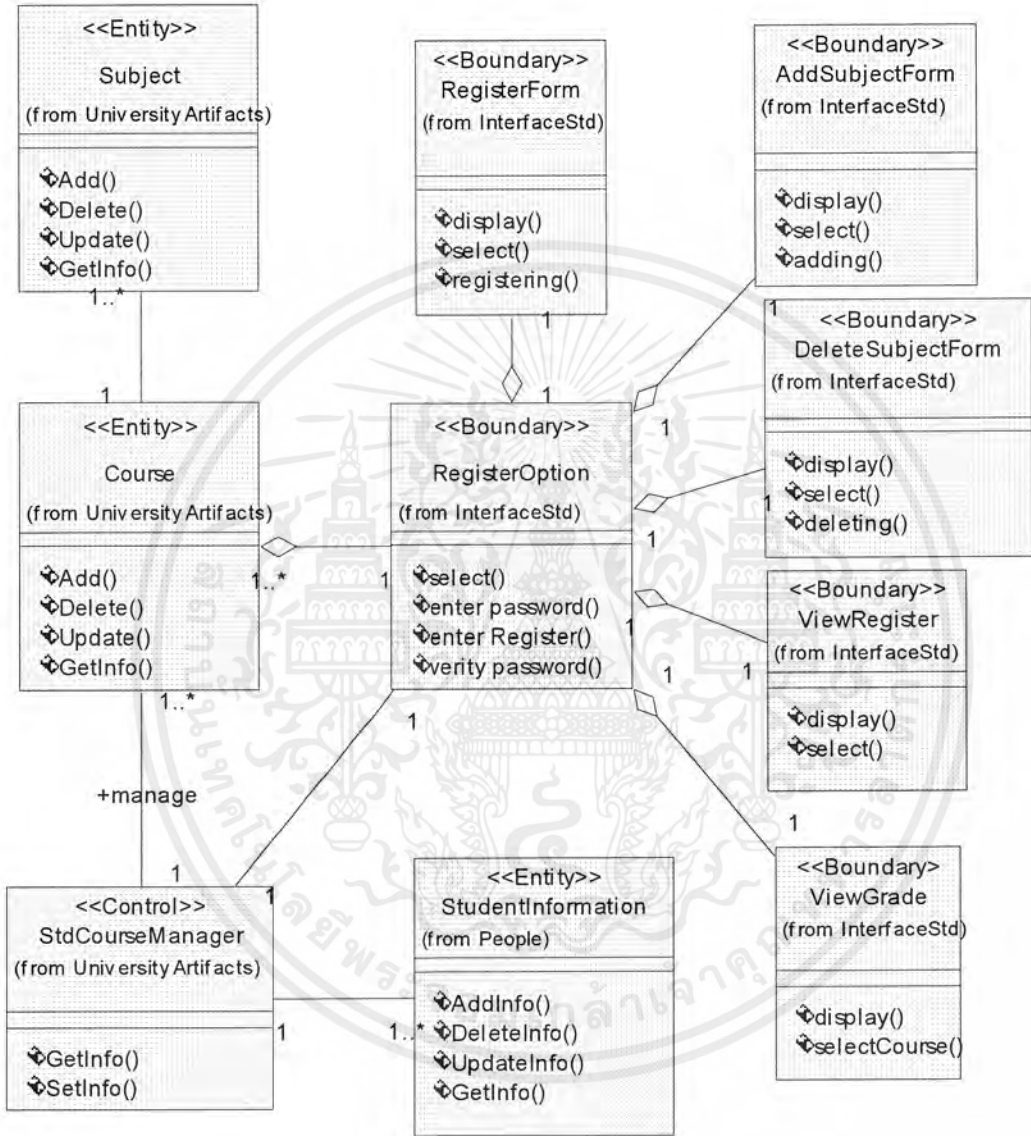 <<Entity>>
Subject
(from University Artifacts)
Add()
Delete()
Update()
GetInfo()
1..*
<<Boundary>>
RegisterForm
(from InterfaceStd)
display()
select()
registering()
1
<<Boundary>>
AddSubjectForm
(from InterfaceStd)
display()
select()
adding()
1
<<Boundary>>
DeleteSubjectForm
(from InterfaceStd)
display()
select()
deleting()
1
1
<<Entity>>
Course
(from University Artifacts)
Add()
Delete()
Update()
GetInfo()
1..*
1..*
1
<<Boundary>>
RegisterOption
(from InterfaceStd)
select()
enter password()
enter Register()
verity password()
1
1
1
1
1
1
<<Boundary>>
ViewRegister
(from InterfaceStd)
display()
select()
1
+manage
1
<<Control>>
StdCourseManager
(from University Artifacts)
GetInfo()
SetInfo()
1
1
1..*
<<Entity>>
StudentInformation
(from People)
AddInfo()
DeleteInfo()
UpdateInfo()
GetInfo()
1
<<Boundary>
ViewGrade
(from InterfaceStd)
display()
selectCourse()